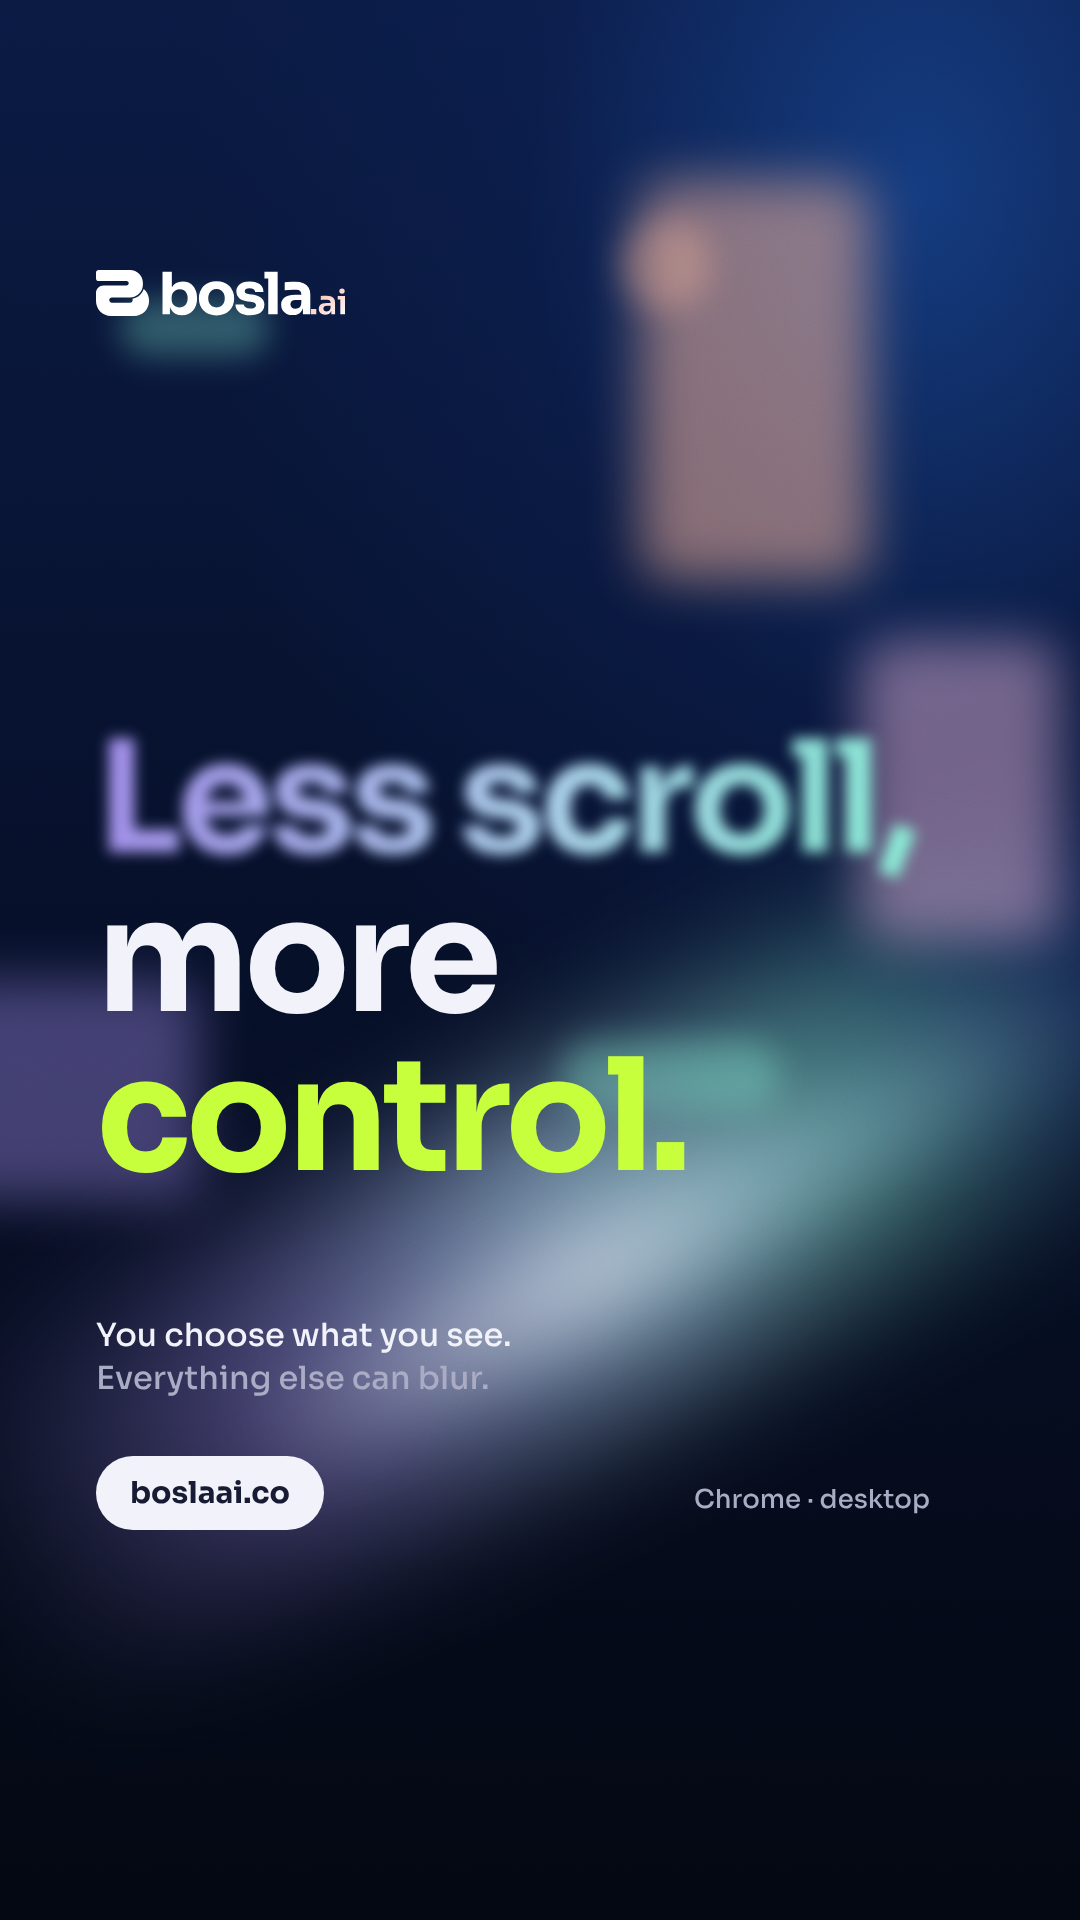 bosla.ai
Less scroll,
more
control.
You choose what you see.
Everything else can blur.
boslaai.co
Chrome · desktop